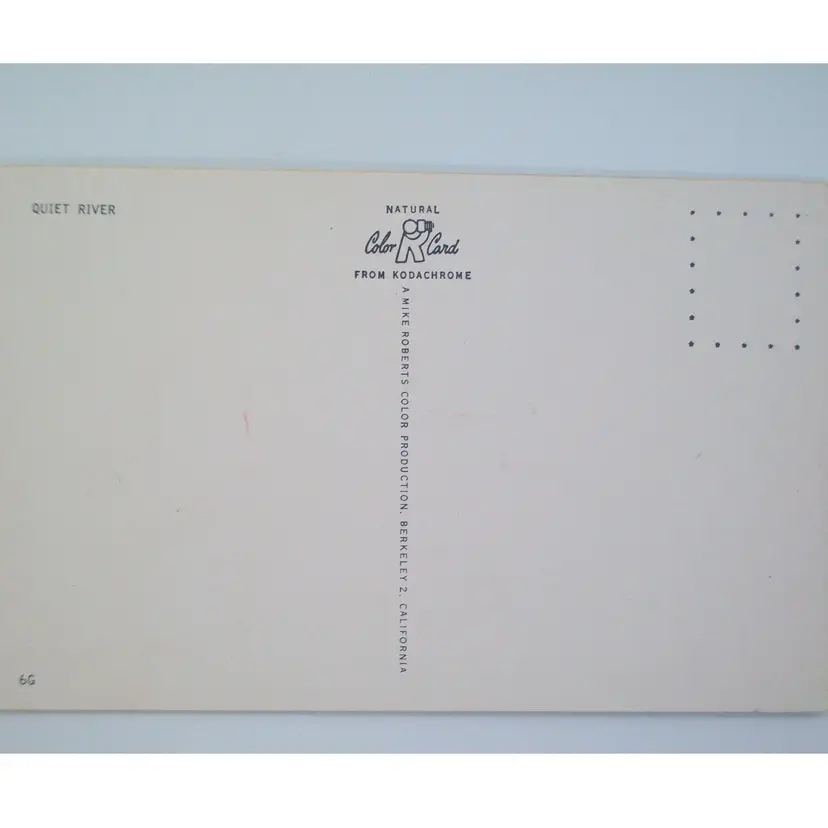 QUIET RIVER
NATURAL
Color Card
FROM KODACHROME
A MIKE ROBERTS COLOR PRODUCTION, BERKELEY 2, CALIFORNIA
6G